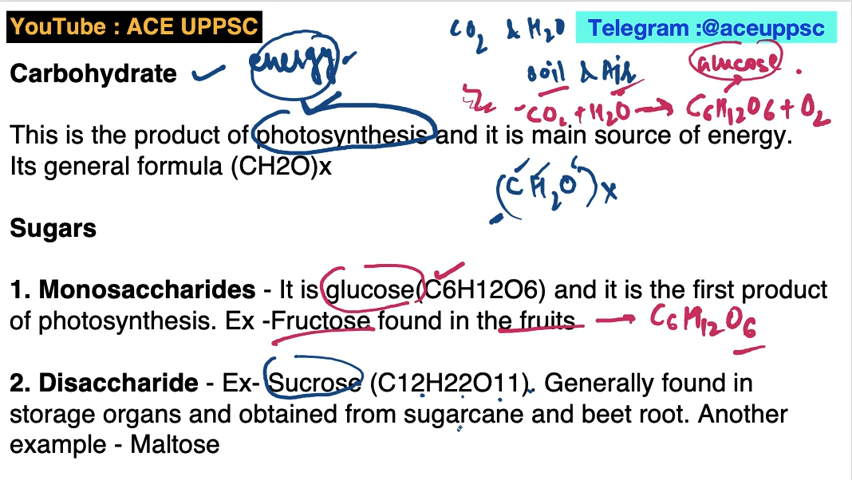 YouTube : ACE UPPSC
CO2 & H2O
Telegram :@aceuppsc
Carbohydrate
energy
soil & Air
Glucose
CO2 + H2O → C6H12O6 + O2
This is the product of photosynthesis and it is main source of energy.
Its general formula (CH2O)x
(CH2O)x
Sugars
1. Monosaccharides - It is glucose(C6H12O6) and it is the first product
of photosynthesis. Ex -Fructose found in the fruits → C6H12O6
2. Disaccharide - Ex- Sucrose (C12H22O11). Generally found in
storage organs and obtained from sugarcane and beet root. Another
example - Maltose